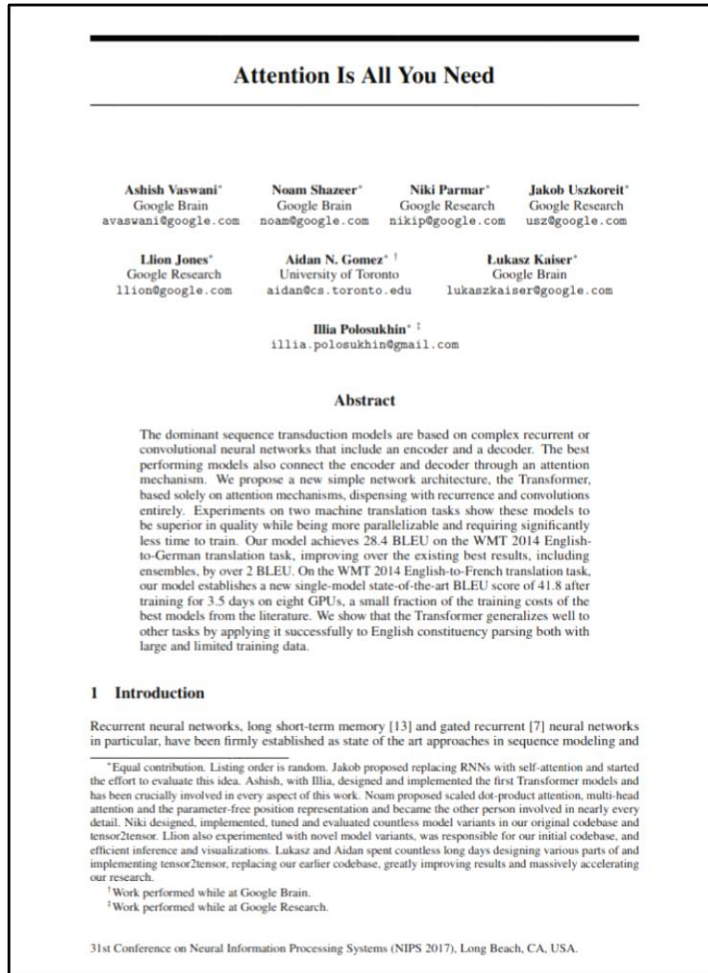 Attention Is All You Need
Ashish Vaswani* Noam Shazeer* Niki Parmar* Jakob Uszkoreit*
Google Brain Google Brain Google Research Google Research
avaswani@google.com noam@google.com nikip@google.com usz@google.com
Llion Jones* Aidan N. Gomez* † Łukasz Kaiser*
Google Research University of Toronto Google Brain
llion@google.com aidan@cs.toronto.edu lukaszkaiser@google.com
Illia Polosukhin* ‡
illia.polosukhin@gmail.com
Abstract
The dominant sequence transduction models are based on complex recurrent or
convolutional neural networks that include an encoder and a decoder. The best
performing models also connect the encoder and decoder through an attention
mechanism. We propose a new simple network architecture, the Transformer,
based solely on attention mechanisms, dispensing with recurrence and convolutions
entirely. Experiments on two machine translation tasks show these models to
be superior in quality while being more parallelizable and requiring significantly
less time to train. Our model achieves 28.4 BLEU on the WMT 2014 English-
to-German translation task, improving over the existing best results, including
ensembles, by over 2 BLEU. On the WMT 2014 English-to-French translation task,
our model establishes a new single-model state-of-the-art BLEU score of 41.8 after
training for 3.5 days on eight GPUs, a small fraction of the training costs of the
best models from the literature. We show that the Transformer generalizes well to
other tasks by applying it successfully to English constituency parsing both with
large and limited training data.
1 Introduction
Recurrent neural networks, long short-term memory [13] and gated recurrent [7] neural networks
in particular, have been firmly established as state of the art approaches in sequence modeling and
*Equal contribution. Listing order is random. Jakob proposed replacing RNNs with self-attention and started
the effort to evaluate this idea. Ashish, with Illia, designed and implemented the first Transformer models and
has been crucially involved in every aspect of this work. Noam proposed scaled dot-product attention, multi-head
attention and the parameter-free position representation and became the other person involved in nearly every
detail. Niki designed, implemented, tuned and evaluated countless model variants in our original codebase and
tensor2tensor. Llion also experimented with novel model variants, was responsible for our initial codebase, and
efficient inference and visualizations. Lukasz and Aidan spent countless long days designing various parts of and
implementing tensor2tensor, replacing our earlier codebase, greatly improving results and massively accelerating
our research.
†Work performed while at Google Brain.
‡Work performed while at Google Research.
31st Conference on Neural Information Processing Systems (NIPS 2017), Long Beach, CA, USA.